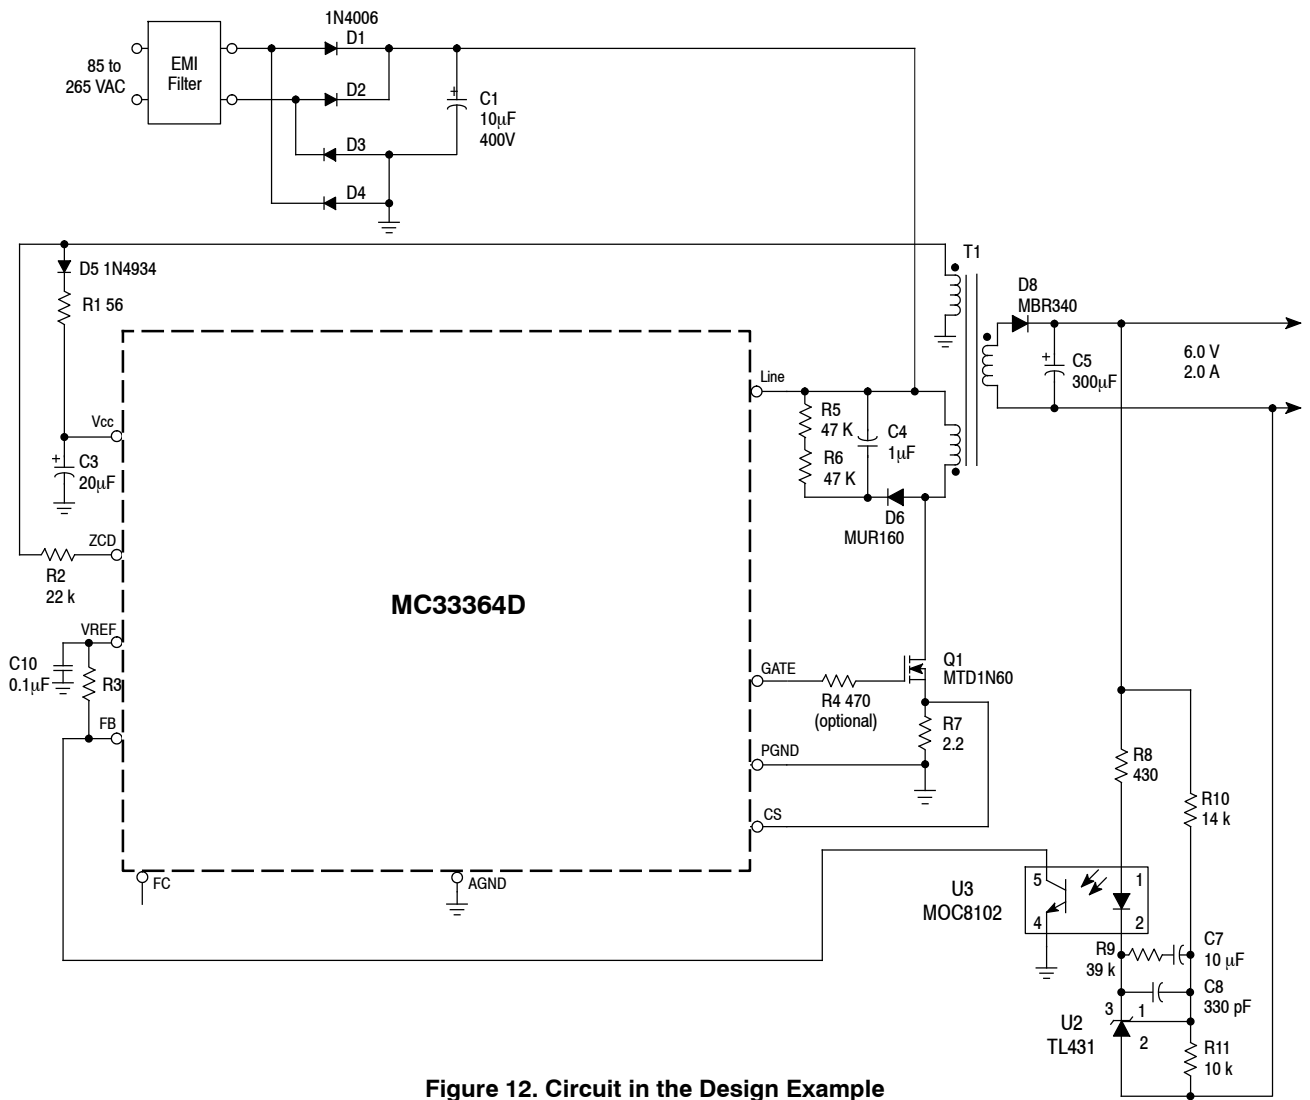 1N4006
D1
85 to
265 VAC
EMI
Filter
D2
+
C1
10μF
400V
D3
D4
D5 1N4934
R1 56
T1
D8
MBR340
+
C5
300μF
6.0 V
2.0 A
Line
R5
47 K
R6
47 K
C4
1μF
D6
MUR160
Vcc
+
C3
20μF
ZCD
R2
22 k
MC33364D
VREF
C10
0.1μF
R3
FB
GATE
R4 470
(optional)
Q1
MTD1N60
R7
2.2
PGND
CS
R8
430
R10
14 k
FC
AGND
U3
MOC8102
5
4
1
2
R9
39 k
C7
10 μF
C8
330 pF
3
1
2
U2
TL431
R11
10 k
Figure 12. Circuit in the Design Example